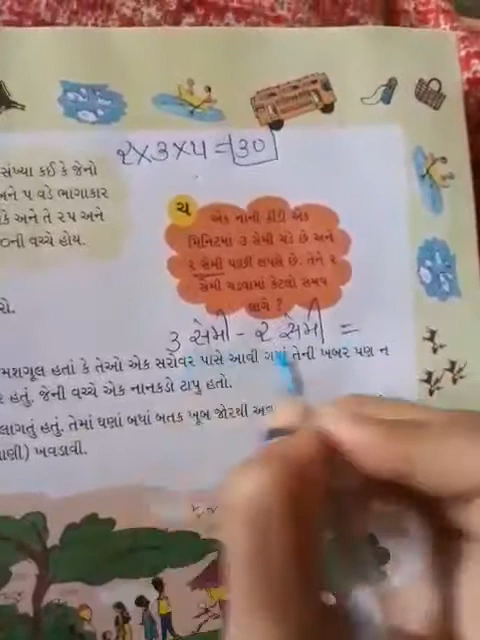 ૨×૩×૫=૩૦
સંખ્યા કઈ કે જેનો
અને ૫ વડે ભાગાકાર
કે અને તે ૨૫ અને
૦ની વચ્ચે હોય.
ચ
એક નાની કીડી એક
મિનિટમાં ૩ સેમી ચડે છે અને
૨ સેમી પાછી લપસે છે. તેને ૨
સેમી ચડવામાં કેટલો સમય
લાગે ?
૩ સેમી - ૨ સેમી =
મશગૂલ હતાં કે તેઓ એક સરોવર પાસે આવી ગયાં તેની ખબર પણ ન
હતું. જેની વચ્ચે એક નાનકડો ટાપુ હતો.
લાગતું હતું. તેમાં ઘણાં બધાં બતક ખૂબ જોરથી
ખવડાવી.